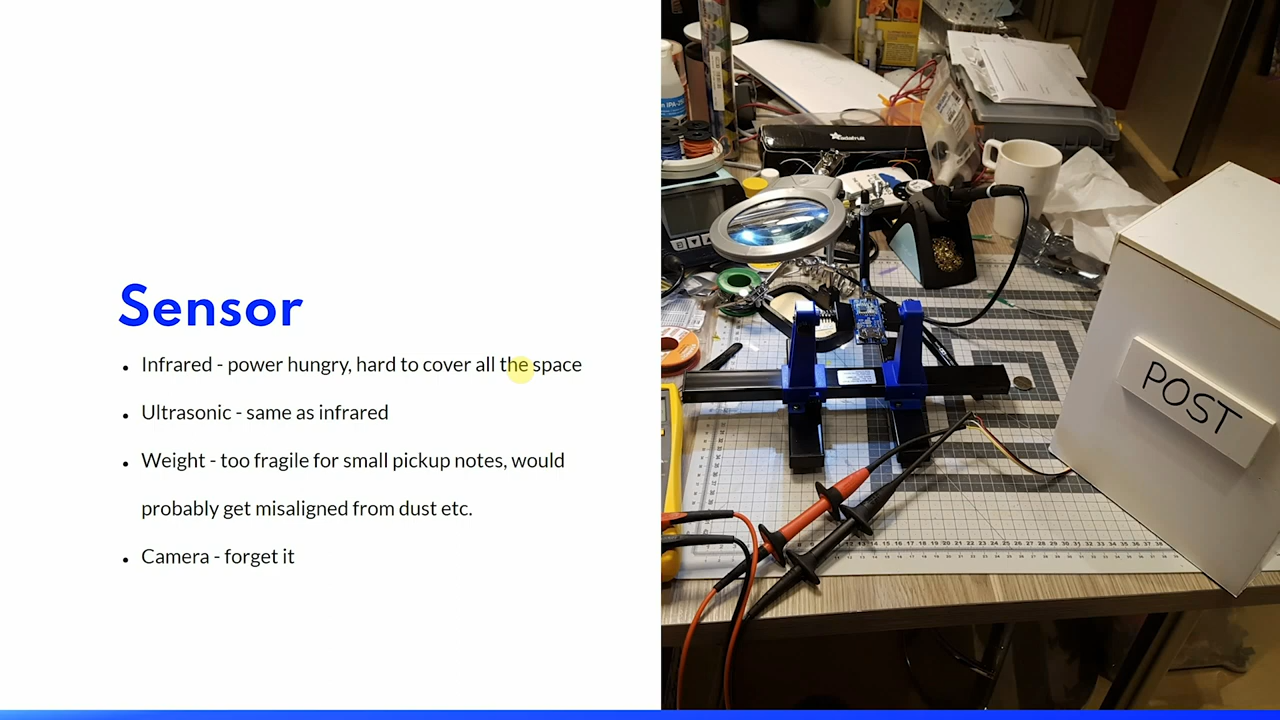 Sensor
Infrared - power hungry, hard to cover all the space
Ultrasonic - same as infrared
Weight - too fragile for small pickup notes, would
probably get misaligned from dust etc.
Camera - forget it
adafruit
POST